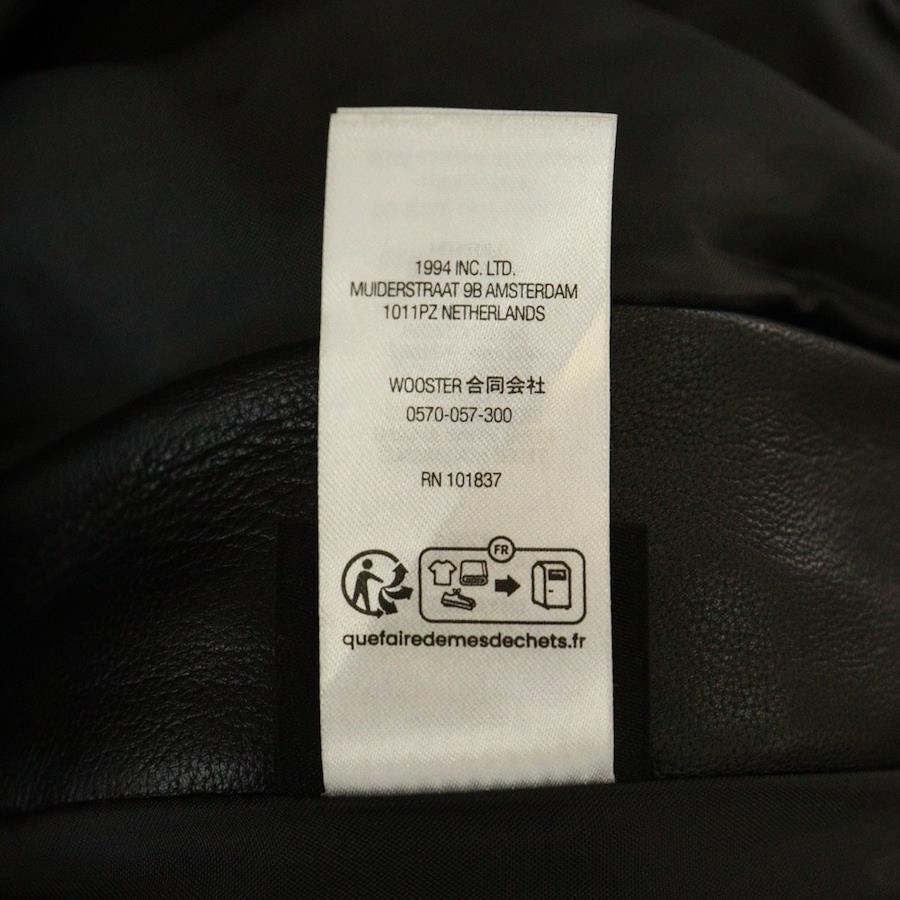 1994 INC. LTD.
MUIDERSTRAAT 9B AMSTERDAM
1011PZ NETHERLANDS
WOOSTER 合同会社
0570-057-300
RN 101837
FR
quefairedemesdechets.fr